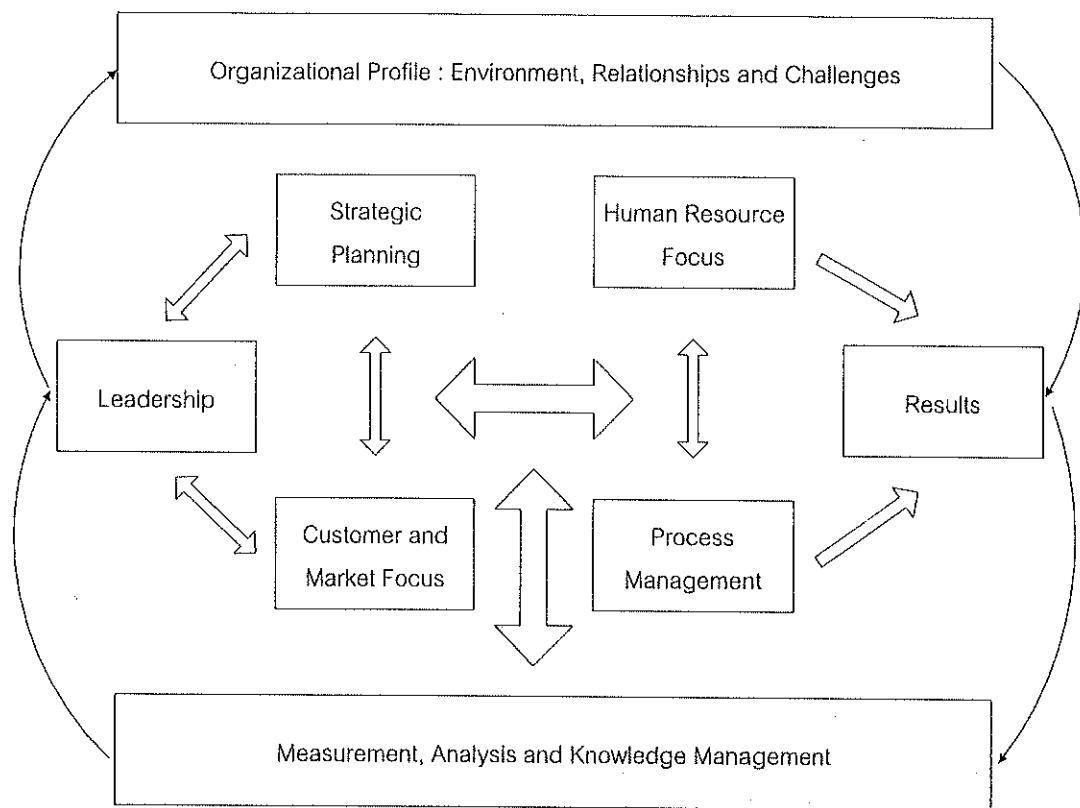 Organizational Profile : Environment, Relationships and Challenges
Strategic
Planning
Human Resource
Focus
Leadership
Results
Customer and
Market Focus
Process
Management
Measurement, Analysis and Knowledge Management